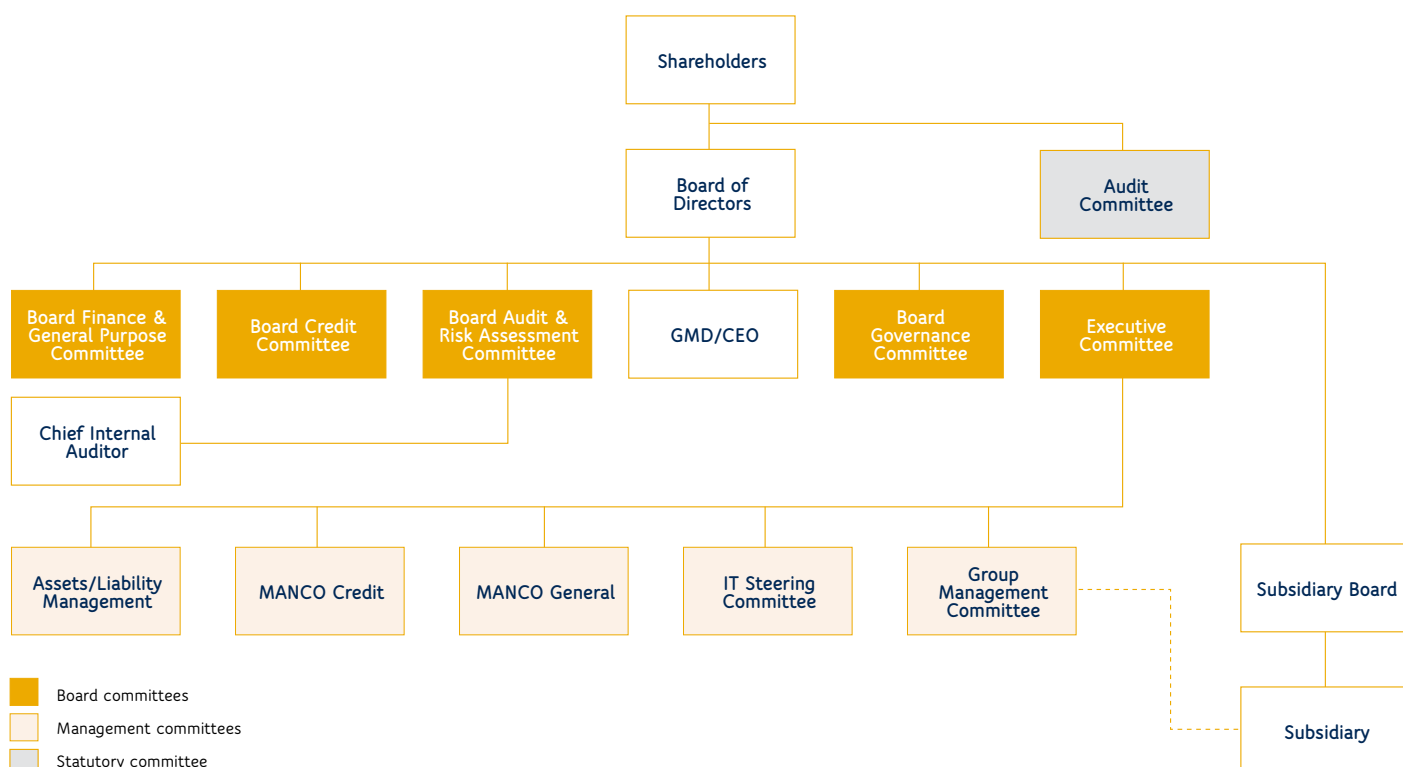 Shareholders
Board of
Directors
Audit
Committee
Board Finance &
General Purpose
Committee
Board Credit
Committee
Board Audit &
Risk Assessment
Committee
GMD/CEO
Board
Governance
Committee
Executive
Committee
Chief Internal
Auditor
Assets/Liability
Management
MANCO Credit
MANCO General
IT Steering
Committee
Group
Management
Committee
Subsidiary Board
Subsidiary
Board committees
Management committees
Statutory committee